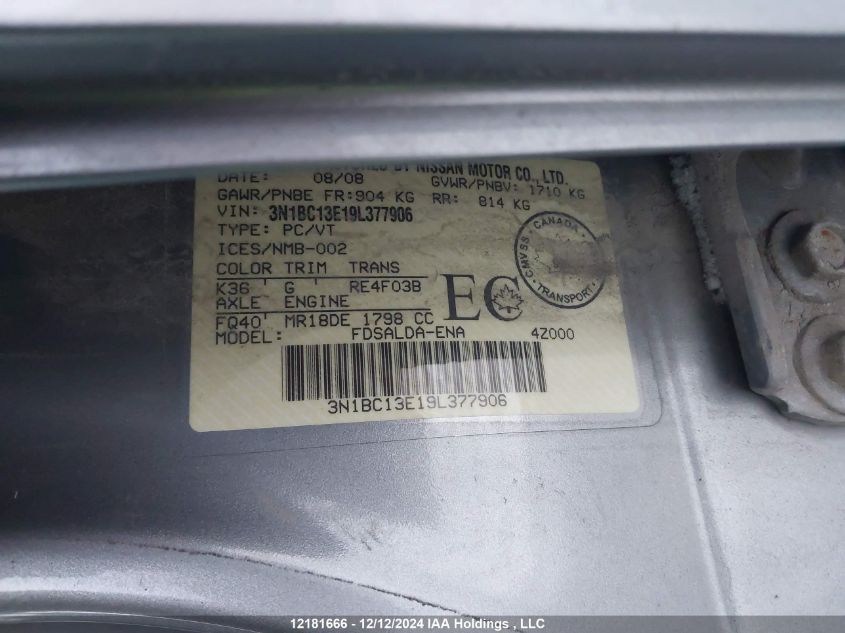 BY NISSAN MOTOR CO., LTD.
DATE: 08/08 GVWR/PNBV: 1710 KG
GAWR/PNBE FR: 904 KG RR: 814 KG
VIN: 3N1BC13E19L377906
TYPE: PC/VT
ICES/NMB-002
COLOR TRIM TRANS
K36 G RE4F03B
AXLE ENGINE
FQ40 MR18DE 1798 CC
MODEL: FDSALDA-ENA 4Z000
EC
CANADA
CMVSS
TRANSPORT
3N1BC13E19L377906
12181666 - 12/12/2024 IAA Holdings , LLC